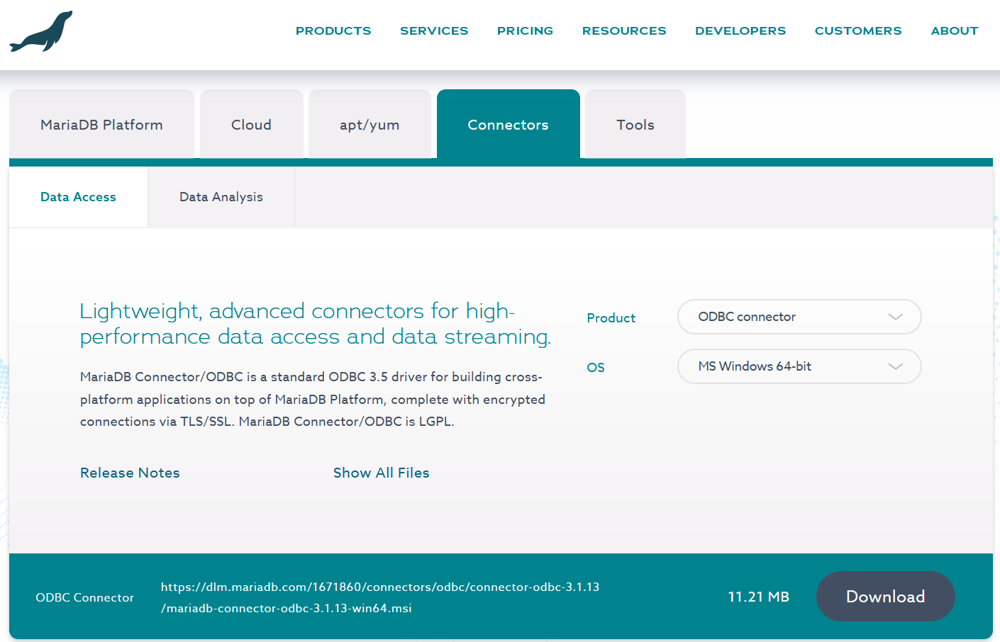 PRODUCTS SERVICES PRICING RESOURCES DEVELOPERS CUSTOMERS ABOUT
MariaDB Platform Cloud apt/yum Connectors Tools
Data Access Data Analysis
Lightweight, advanced connectors for high-
performance data access and data streaming.
MariaDB Connector/ODBC is a standard ODBC 3.5 driver for building cross-
platform applications on top of MariaDB Platform, complete with encrypted
connections via TLS/SSL. MariaDB Connector/ODBC is LGPL.
Release Notes Show All Files
Product ODBC connector
OS MS Windows 64-bit
ODBC Connector
https://dlm.mariadb.com/1671860/connectors/odbc/connector-odbc-3.1.13
/mariadb-connector-odbc-3.1.13-win64.msi
11.21 MB Download